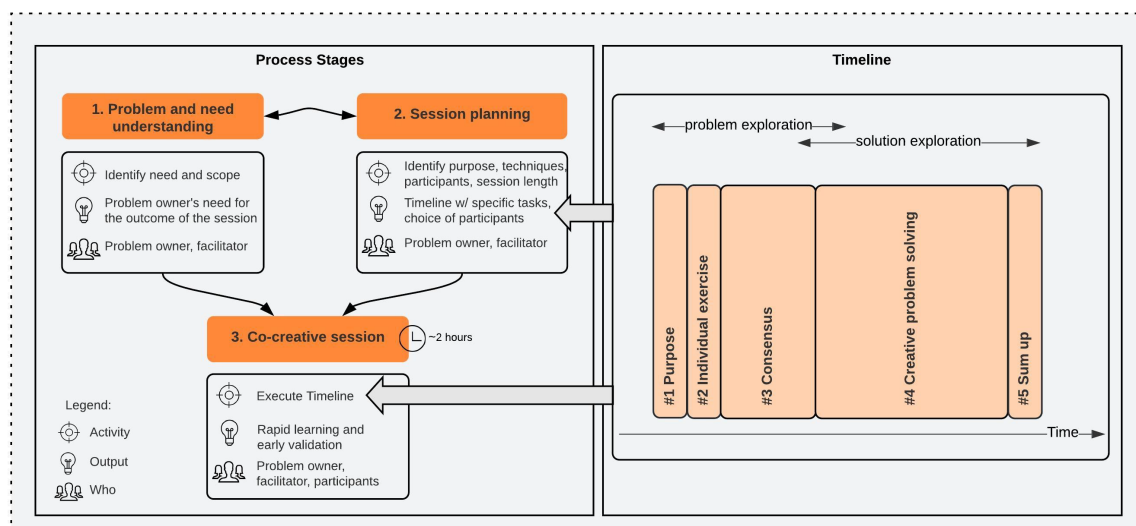 Process Stages
1. Problem and need
understanding
2. Session planning
Identify need and scope
Problem owner's need for
the outcome of the session
Problem owner, facilitator
Identify purpose, techniques,
participants, session length
Timeline w/ specific tasks,
choice of participants
Problem owner, facilitator
3. Co-creative session
~2 hours
Execute Timeline
Rapid learning and
early validation
Problem owner,
facilitator, participants
Legend:
Activity
Output
Who
Timeline
problem exploration
solution exploration
#1 Purpose
#2 Individual exercise
#3 Consensus
#4 Creative problem solving
#5 Sum up
Time